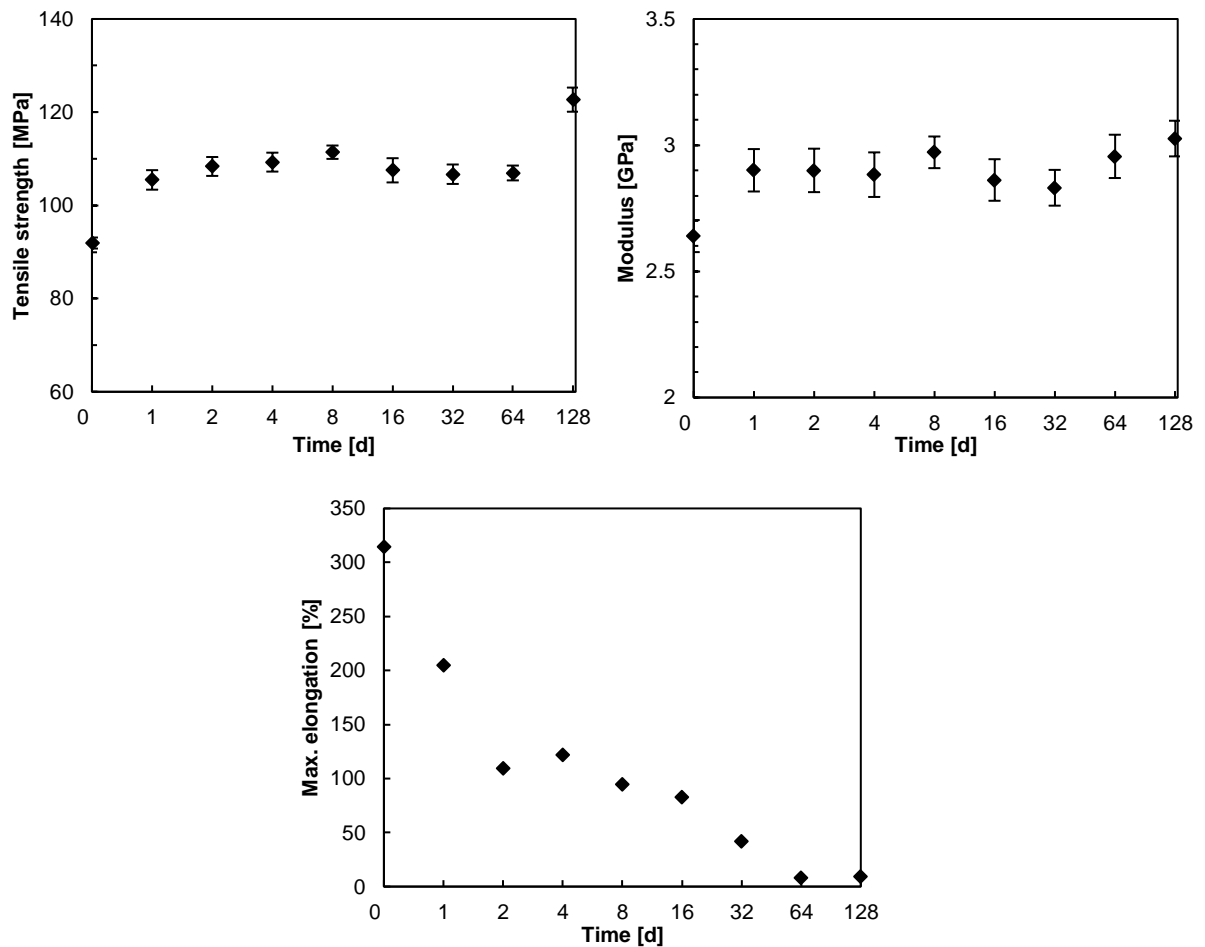 140
120
100
80
60
Tensile strength [MPa]
0 1 2 4 8 16 32 64 128
Time [d]
3.5
3
2.5
2
Modulus [GPa]
0 1 2 4 8 16 32 64 128
Time [d]
350
300
250
200
150
100
50
0
Max. elongation [%]
0 1 2 4 8 16 32 64 128
Time [d]